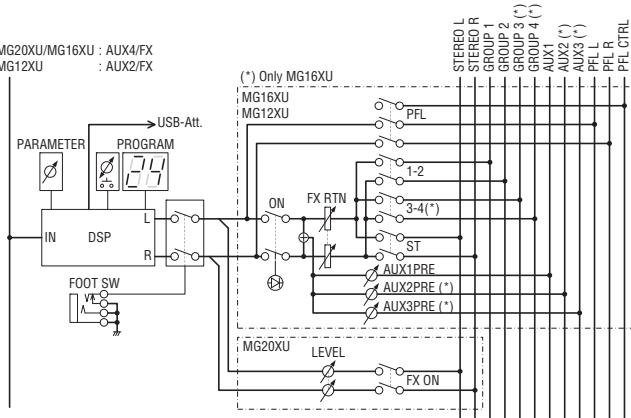 MG20XU/MG16XU : AUX4/FX
MG12XU : AUX2/FX
STEREO L
STEREO R
GROUP 1
GROUP 2
GROUP 3 (*)
GROUP 4 (*)
AUX1
AUX2 (*)
AUX3 (*)
PFL L
PFL R
PFL CTRL
(*) Only MG16XU
MG16XU
MG12XU
PFL
USB-Att.
PARAMETER
PROGRAM
24
1-2
ON
FX RTN
3-4(*)
L
IN
DSP
R
ST
AUX1PRE
AUX2PRE (*)
AUX3PRE (*)
FOOT SW
MG20XU
LEVEL
FX ON